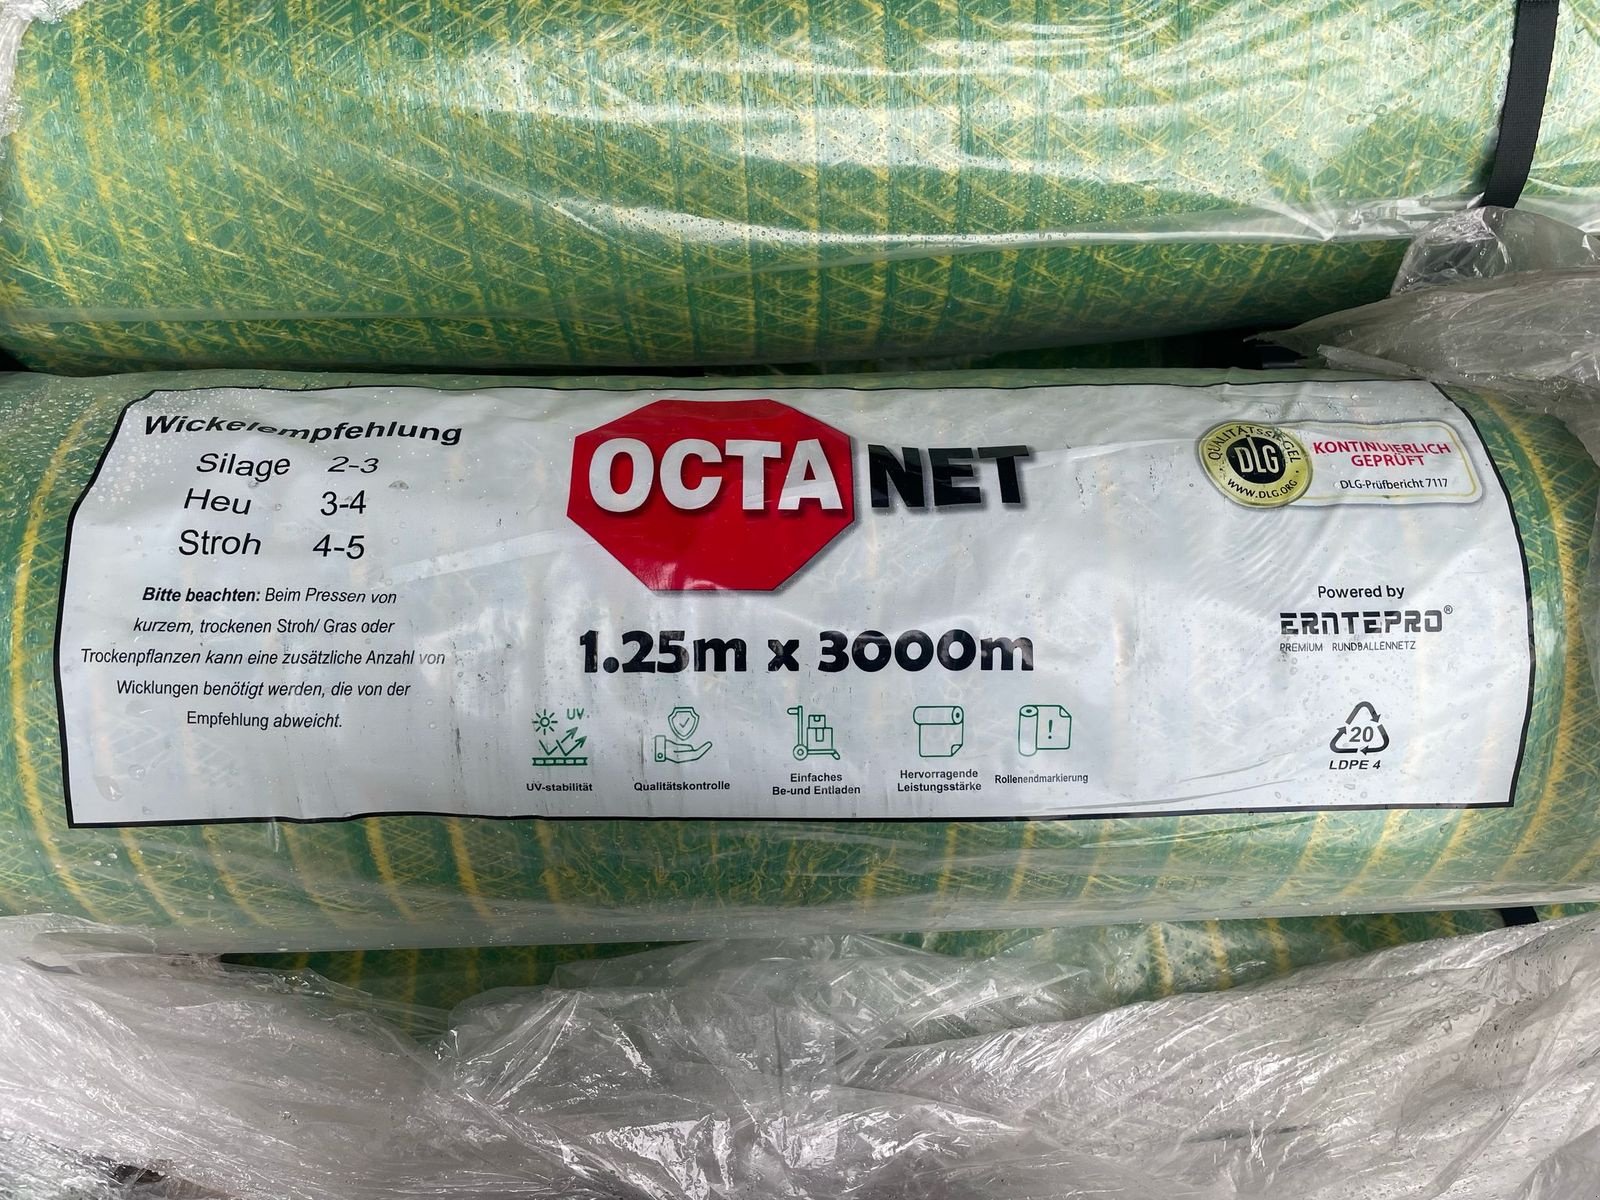 Wickelempfehlung
Silage 2-3
Heu 3-4
Stroh 4-5
Bitte beachten: Beim Pressen von
kurzem, trockenen Stroh/ Gras oder
Trockenpflanzen kann eine zusätzliche Anzahl von
Wicklungen benötigt werden, die von der
Empfehlung abweicht.
OCTA NET
1.25m x 3000m
UV
UV-stabilität
Qualitätskontrolle
Einfaches
Be-und Entladen
Hervorragende
Leistungsstärke
!
Rollenendmarkierung
QUALITÄTSSIEGEL
DLG
WWW.DLG.ORG
KONTINUIERLICH
GEPRÜFT
DLG-Prüfbericht 7117
Powered by
ERNTEPRO®
PREMIUM RUNDBALLENNETZ
20
LDPE 4